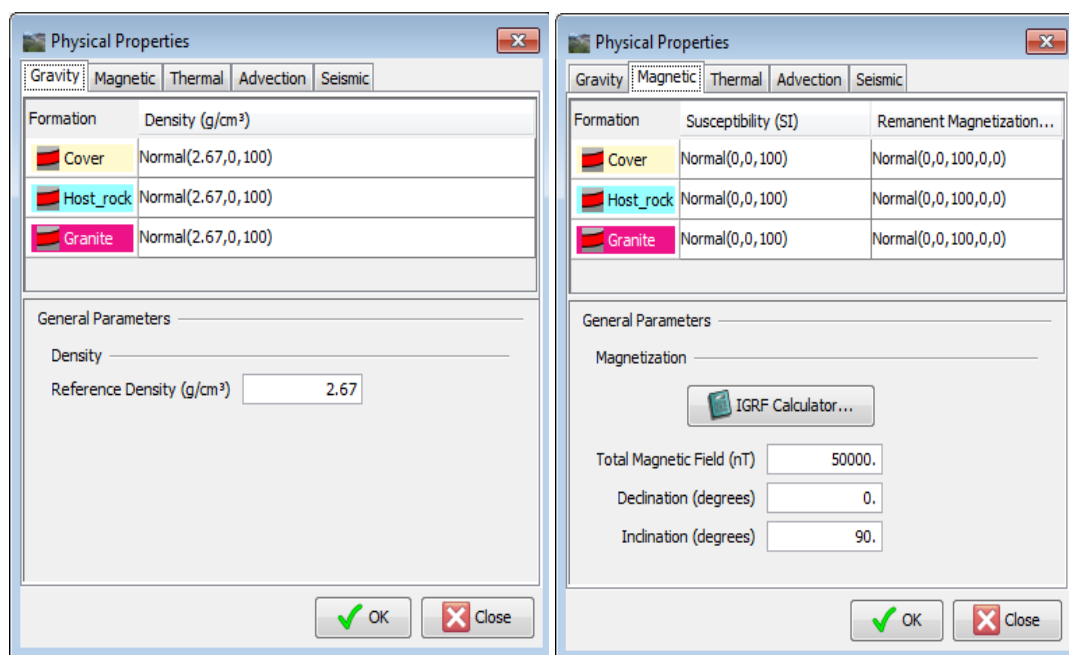 Physical Properties
Gravity Magnetic Thermal Advection Seismic
Formation Density (g/cm³)
Cover Normal(2.67,0,100)
Host_rock Normal(2.67,0,100)
Granite Normal(2.67,0,100)
General Parameters
Density
Reference Density (g/cm³) 2.67
OK Close
Physical Properties
Gravity Magnetic Thermal Advection Seismic
Formation Susceptibility (SI) Remanent Magnetization...
Cover Normal(0,0,100) Normal(0,0,100,0,0)
Host_rock Normal(0,0,100) Normal(0,0,100,0,0)
Granite Normal(0,0,100) Normal(0,0,100,0,0)
General Parameters
Magnetization
IGRF Calculator...
Total Magnetic Field (nT) 50000.
Declination (degrees) 0.
Inclination (degrees) 90.
OK Close